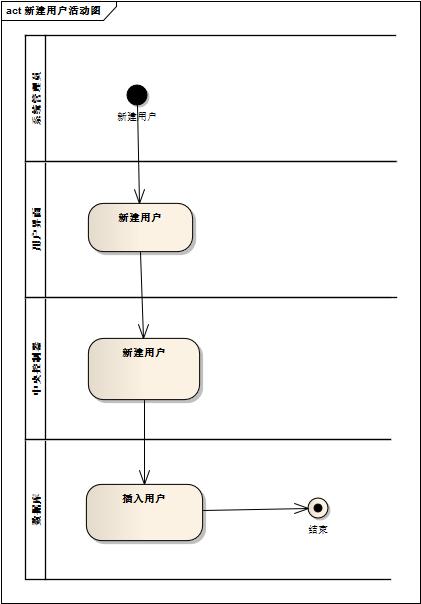 act 新建用户活动图
系统管理员
新建用户
用户界面
新建用户
中央控制器
新建用户
数据库
插入用户
结束